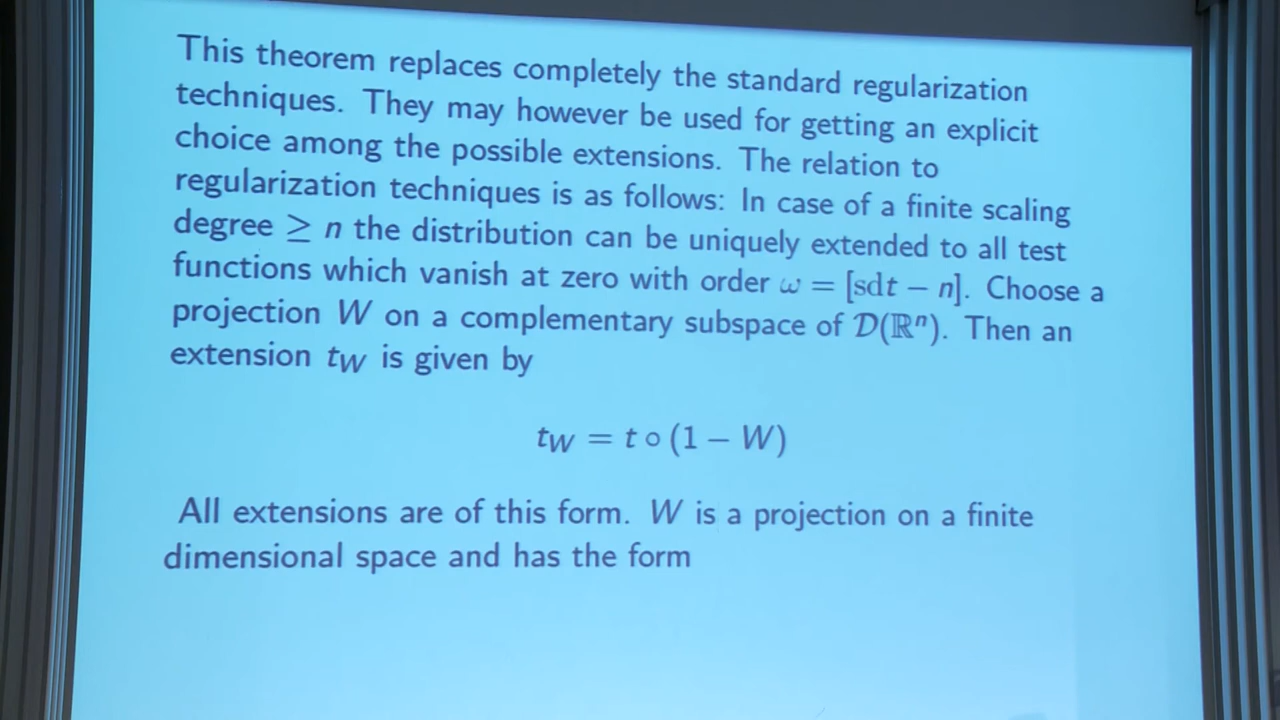 This theorem replaces completely the standard regularization
techniques. They may however be used for getting an explicit
choice among the possible extensions. The relation to
regularization techniques is as follows: In case of a finite scaling
degree ≥ n the distribution can be uniquely extended to all test
functions which vanish at zero with order ω = [sdt − n]. Choose a
projection W on a complementary subspace of 𝒟(ℝⁿ). Then an
extension t_W is given by
t_W = t ∘ (1 − W)
All extensions are of this form. W is a projection on a finite
dimensional space and has the form